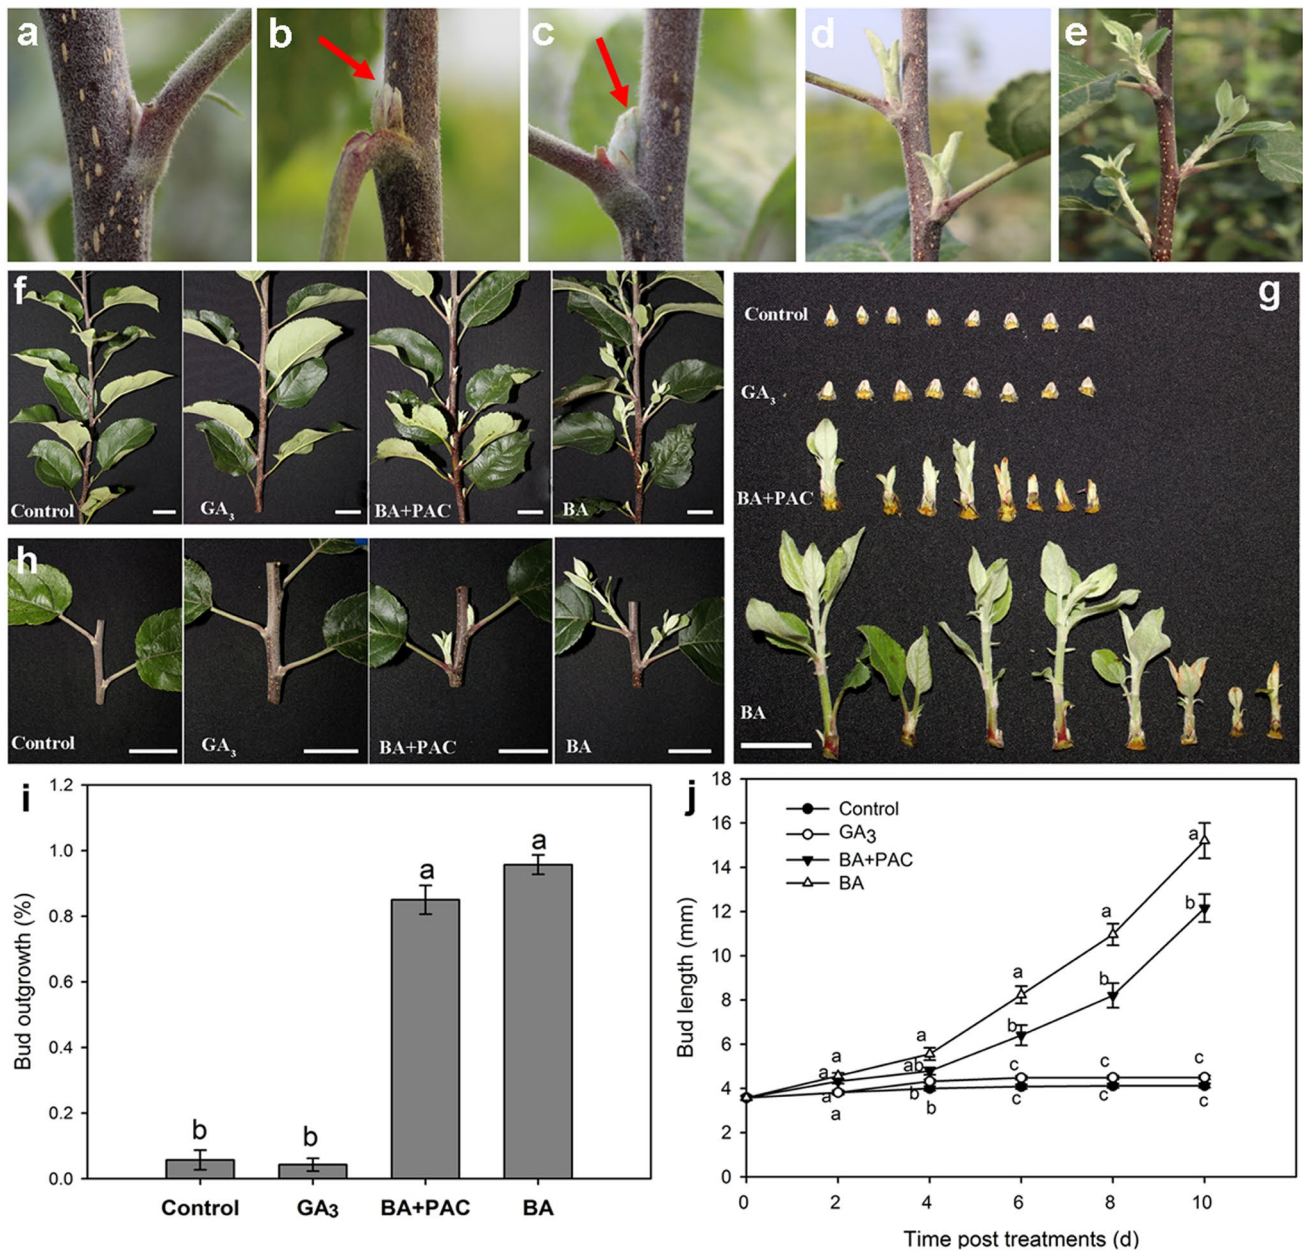 a b c d e
f g
Control GA3 BA+PAC BA
Control
GA3
BA+PAC
BA
h
Control GA3 BA+PAC BA
i
Bud outgrowth (%)
1.2
1.0
0.8
0.6
0.4
0.2
0.0
b b a a
Control GA3 BA+PAC BA
j
Bud length (mm)
18
16
14
12
10
8
6
4
2
0
Control
GA3
BA+PAC
BA
a a a a a
a ab b b b
a b c c c
a b c c c
0 2 4 6 8 10
Time post treatments (d)